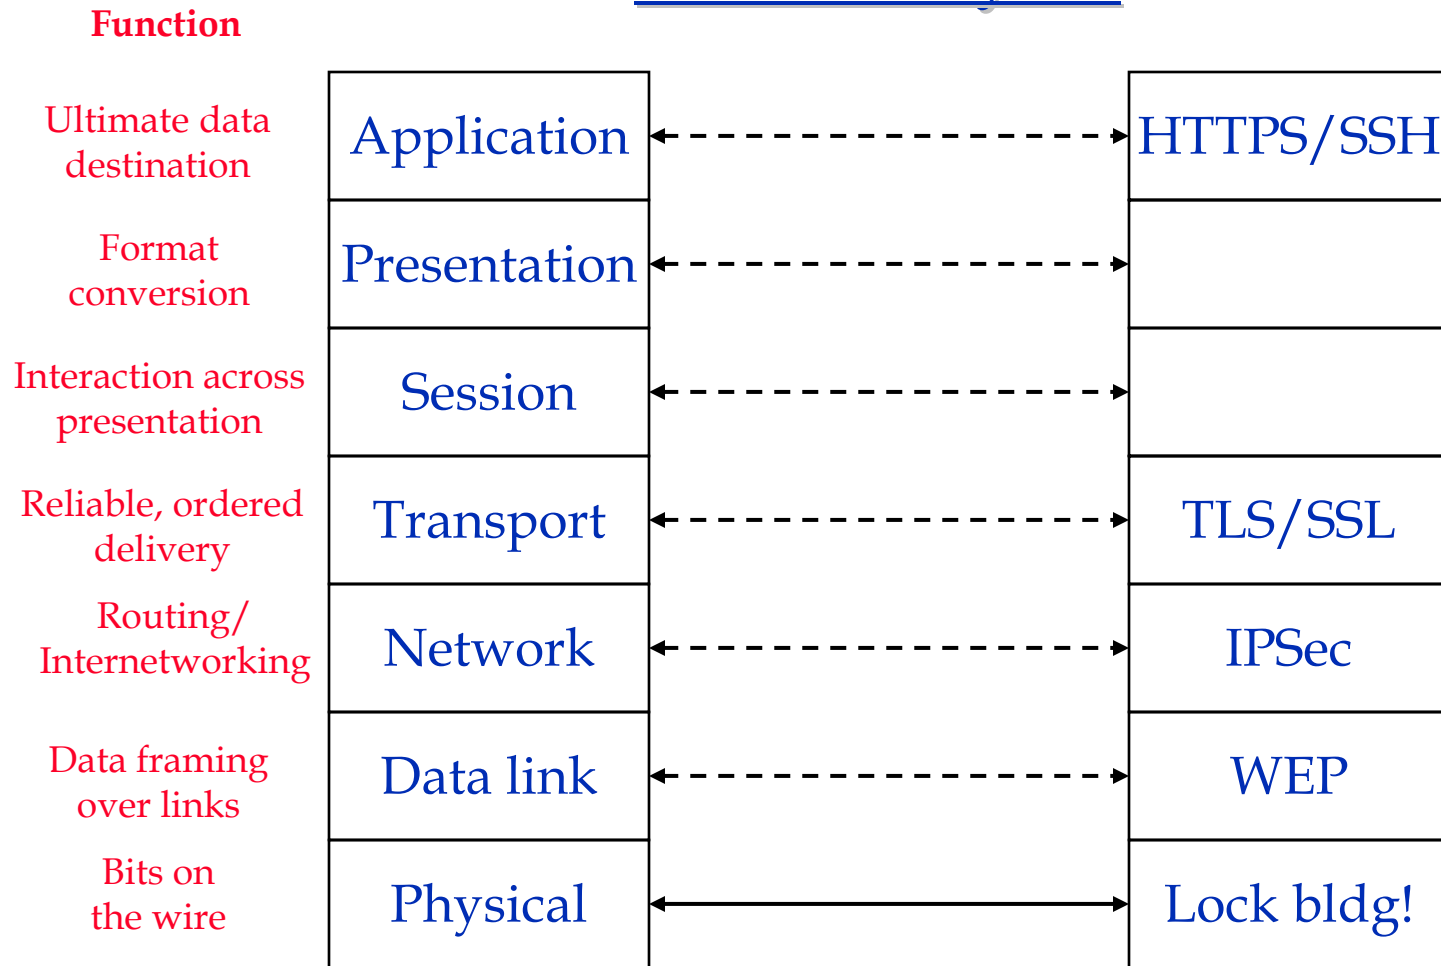 Function
Ultimate data
destination
Application
HTTPS/SSH
Format
conversion
Presentation
Interaction across
presentation
Session
Reliable, ordered
delivery
Transport
TLS/SSL
Routing/
Internetworking
Network
IPSec
Data framing
over links
Data link
WEP
Bits on
the wire
Physical
Lock bldg!